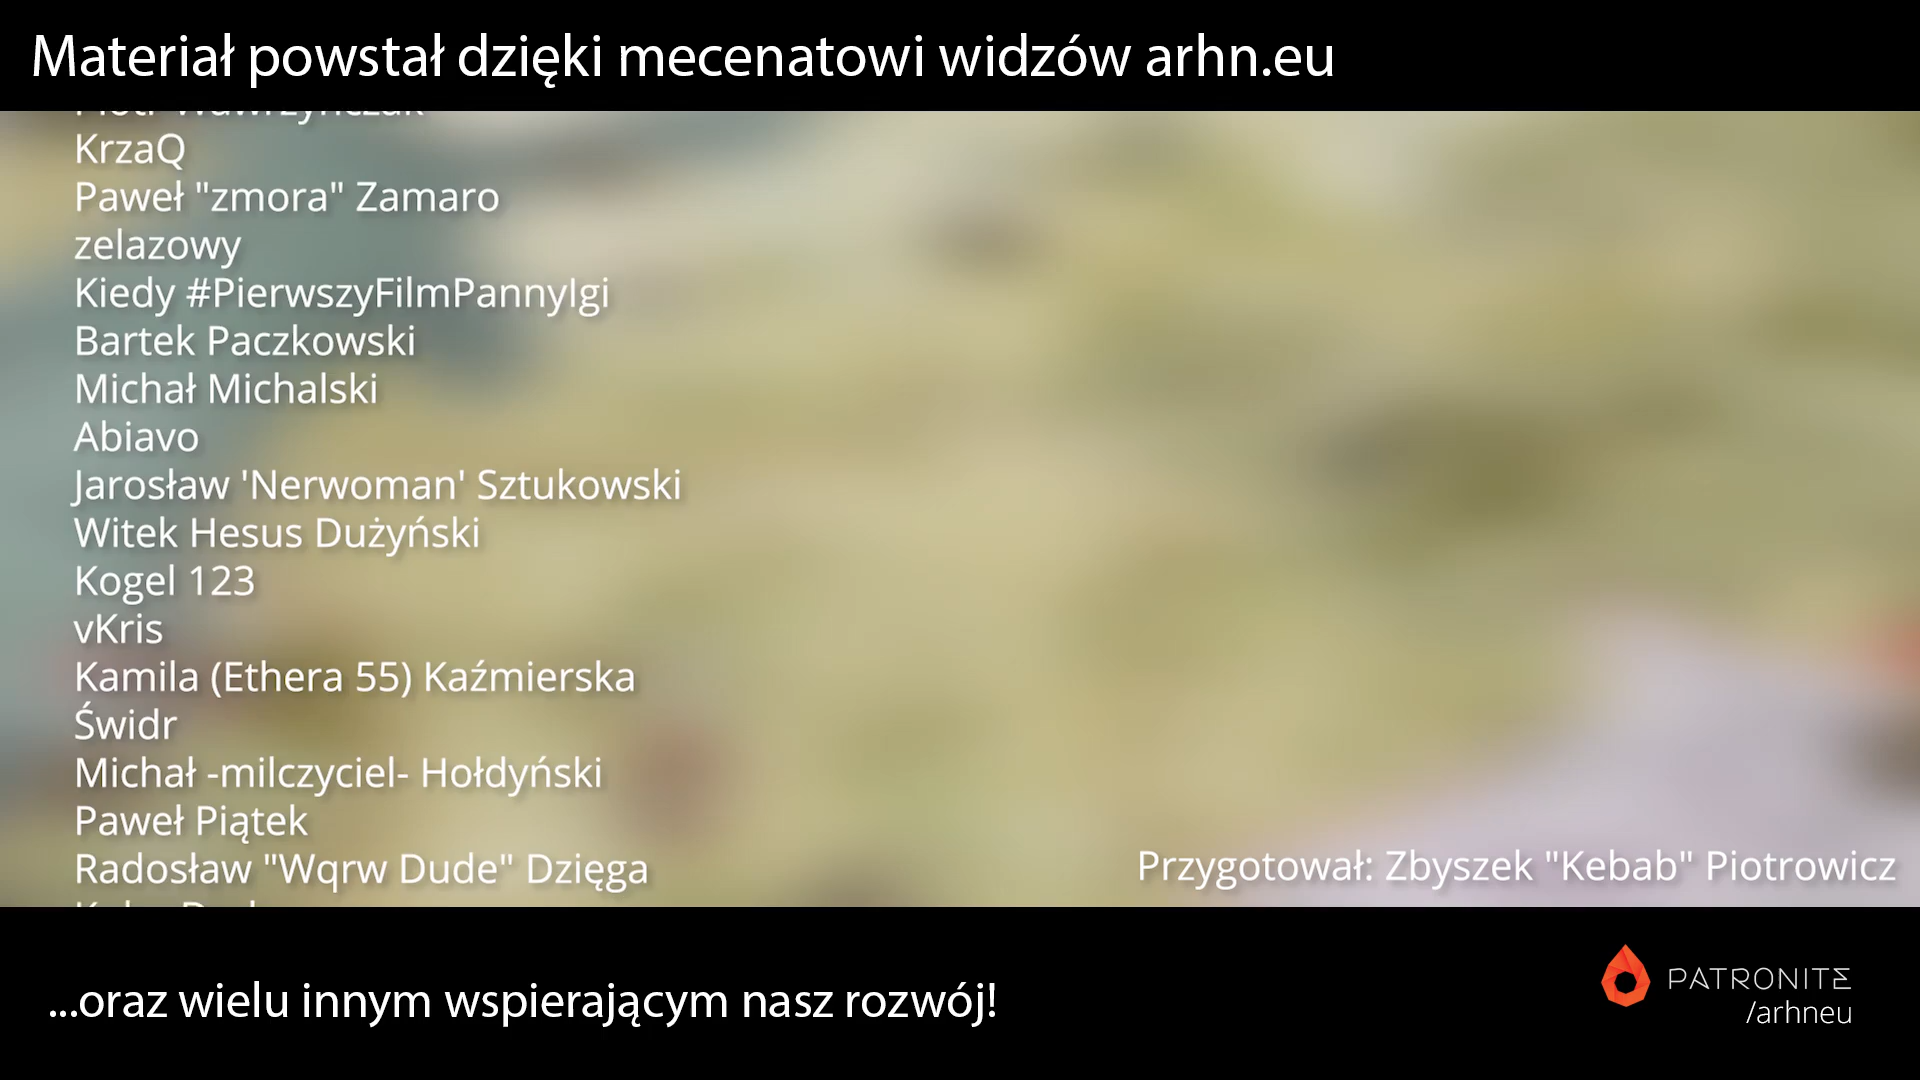 Materiał powstał dzięki mecenatowi widzów arhn.eu
Piotr Wawrzyńczak
KrzaQ
Paweł "zmora" Zamaro
zelazowy
Kiedy #PierwszyFilmPannyIgi
Bartek Paczkowski
Michał Michalski
Abiavo
Jarosław 'Nerwoman' Sztukowski
Witek Hesus Dużyński
Kogel 123
vKris
Kamila (Ethera 55) Kaźmierska
Świdr
Michał -milczyciel- Hołdyński
Paweł Piątek
Radosław "Wqrw Dude" Dzięga
Przygotował: Zbyszek "Kebab" Piotrowicz
...oraz wielu innym wspierającym nasz rozwój!
PATRONITE
/arhneu